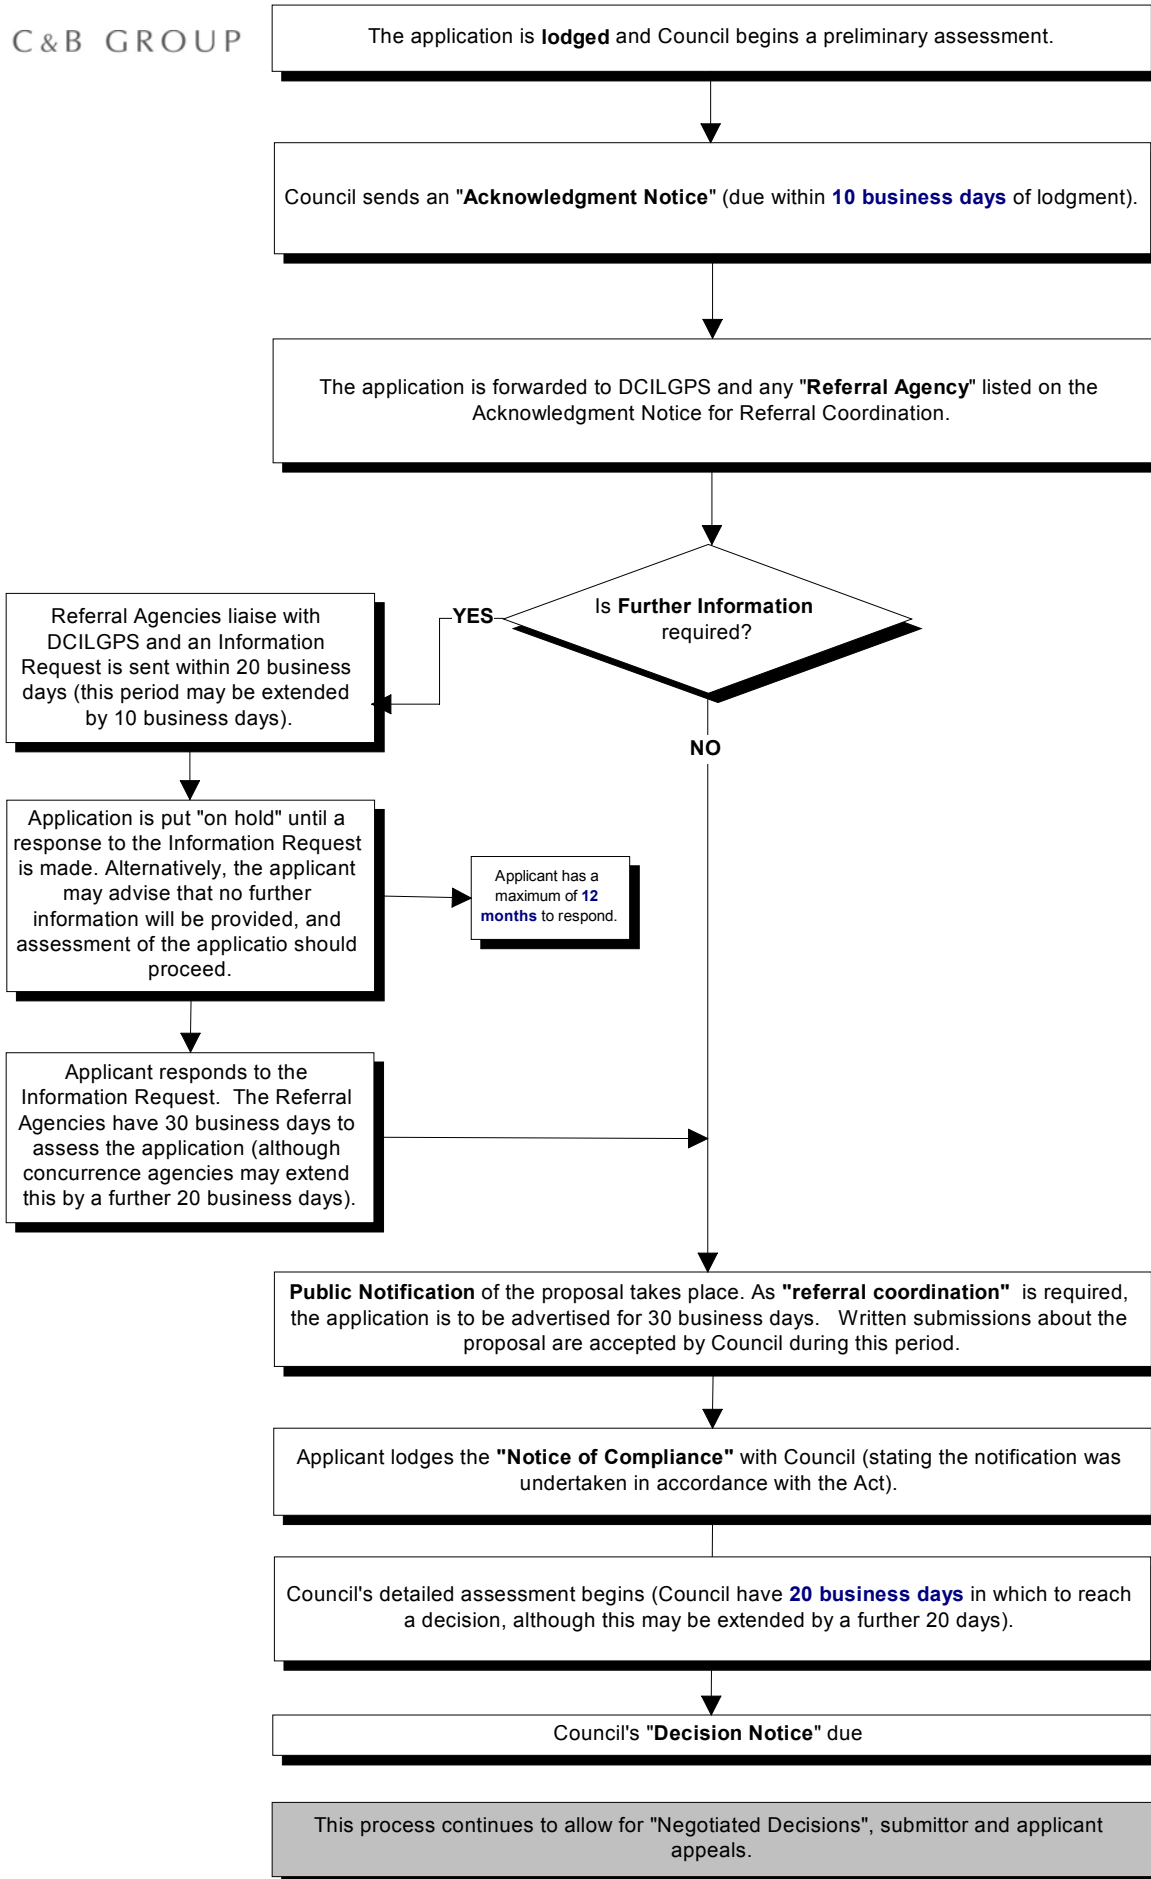 C & B GROUP
The application is lodged and Council begins a preliminary assessment.
Council sends an "Acknowledgment Notice" (due within 10 business days of lodgment).
The application is forwarded to DCILGPS and any "Referral Agency" listed on the
Acknowledgment Notice for Referral Coordination.
Is Further Information
required?
YES
Referral Agencies liaise with
DCILGPS and an Information
Request is sent within 20 business
days (this period may be extended
by 10 business days).
NO
Application is put "on hold" until a
response to the Information Request
is made. Alternatively, the applicant
may advise that no further
information will be provided, and
assessment of the applicatio should
proceed.
Applicant has a
maximum of 12
months to respond.
Applicant responds to the
Information Request. The Referral
Agencies have 30 business days to
assess the application (although
concurrence agencies may extend
this by a further 20 business days).
Public Notification of the proposal takes place. As "referral coordination" is required,
the application is to be advertised for 30 business days. Written submissions about the
proposal are accepted by Council during this period.
Applicant lodges the "Notice of Compliance" with Council (stating the notification was
undertaken in accordance with the Act).
Council's detailed assessment begins (Council have 20 business days in which to reach
a decision, although this may be extended by a further 20 days).
Council's "Decision Notice" due
This process continues to allow for "Negotiated Decisions", submittor and applicant
appeals.